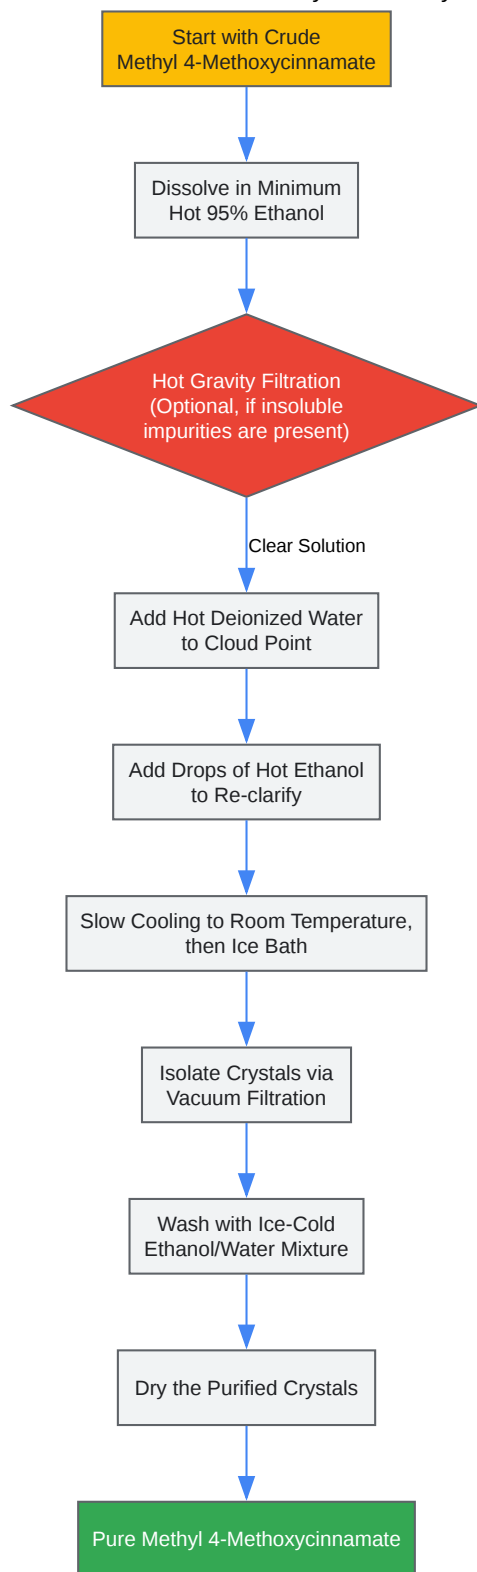 Start with Crude
Methyl 4-Methoxycinnamate
Dissolve in Minimum
Hot 95% Ethanol
Hot Gravity Filtration
(Optional, if insoluble
impurities are present)
Clear Solution
Add Hot Deionized Water
to Cloud Point
Add Drops of Hot Ethanol
to Re-clarify
Slow Cooling to Room Temperature,
then Ice Bath
Isolate Crystals via
Vacuum Filtration
Wash with Ice-Cold
Ethanol/Water Mixture
Dry the Purified Crystals
Pure Methyl 4-Methoxycinnamate